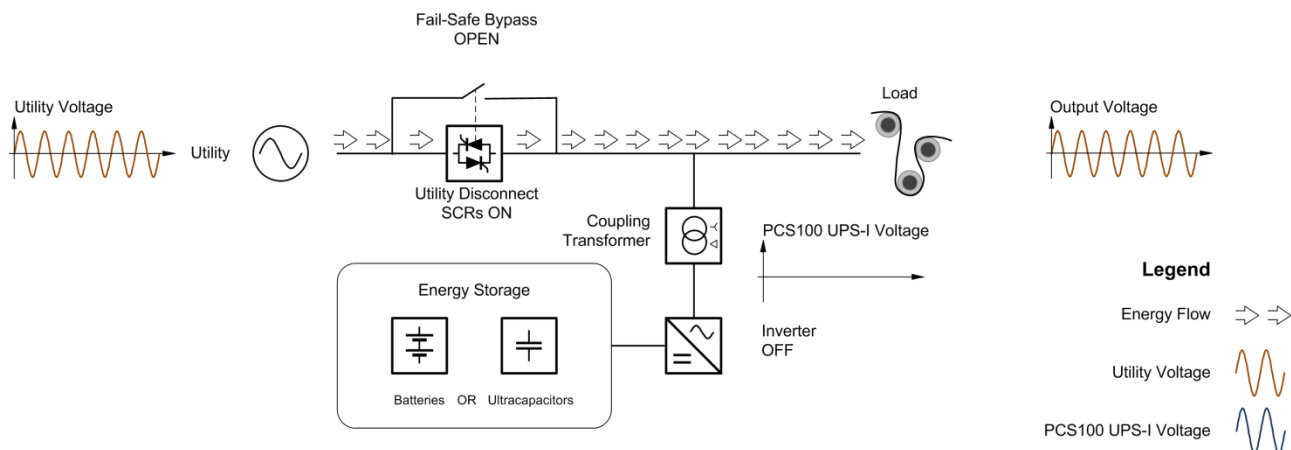 Fail-Safe Bypass
OPEN
Utility Voltage
Utility
Load
Output Voltage
Utility Disconnect
SCRs ON
Coupling
Transformer
PCS100 UPS-I Voltage
Energy Storage
Batteries OR Ultracapacitors
Inverter
OFF
Legend
Energy Flow
Utility Voltage
PCS100 UPS-I Voltage